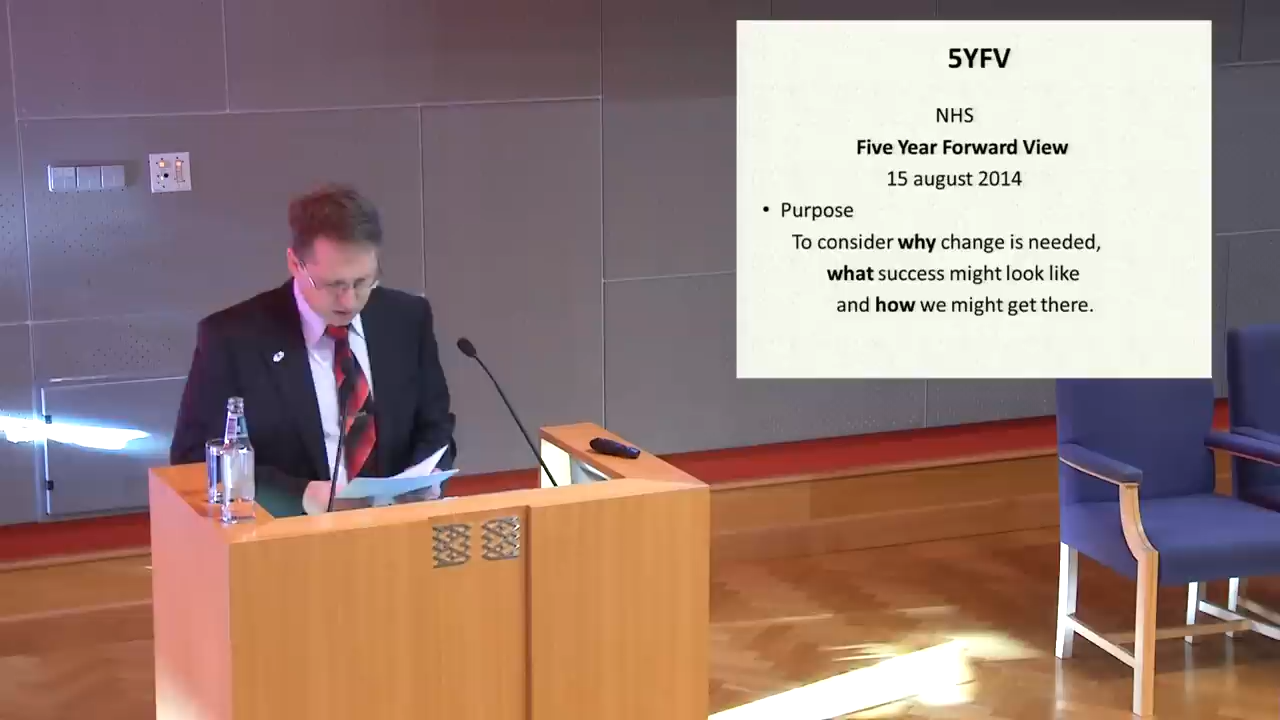 5YFV
NHS
Five Year Forward View
15 august 2014
• Purpose
To consider why change is needed,
what success might look like
and how we might get there.